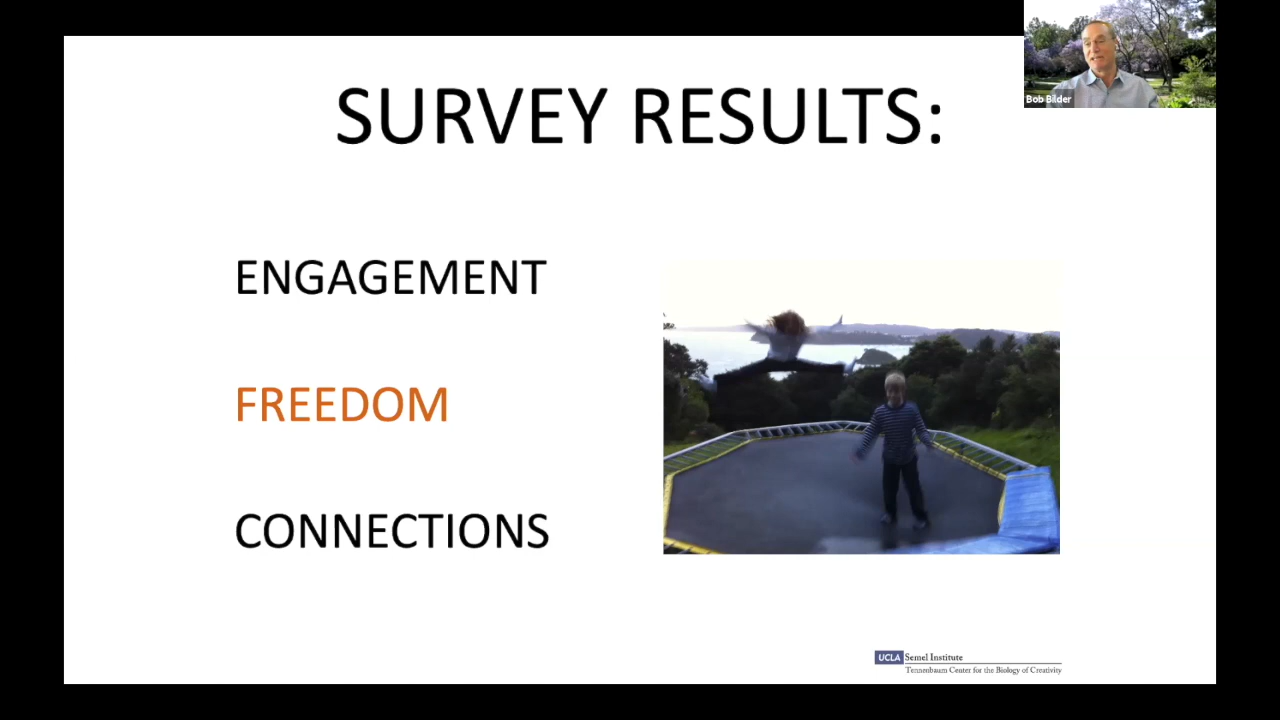 Bob Bilder
SURVEY RESULTS:
ENGAGEMENT
FREEDOM
CONNECTIONS
UCLA Semel Institute
Tennenbaum Center for the Biology of Creativity